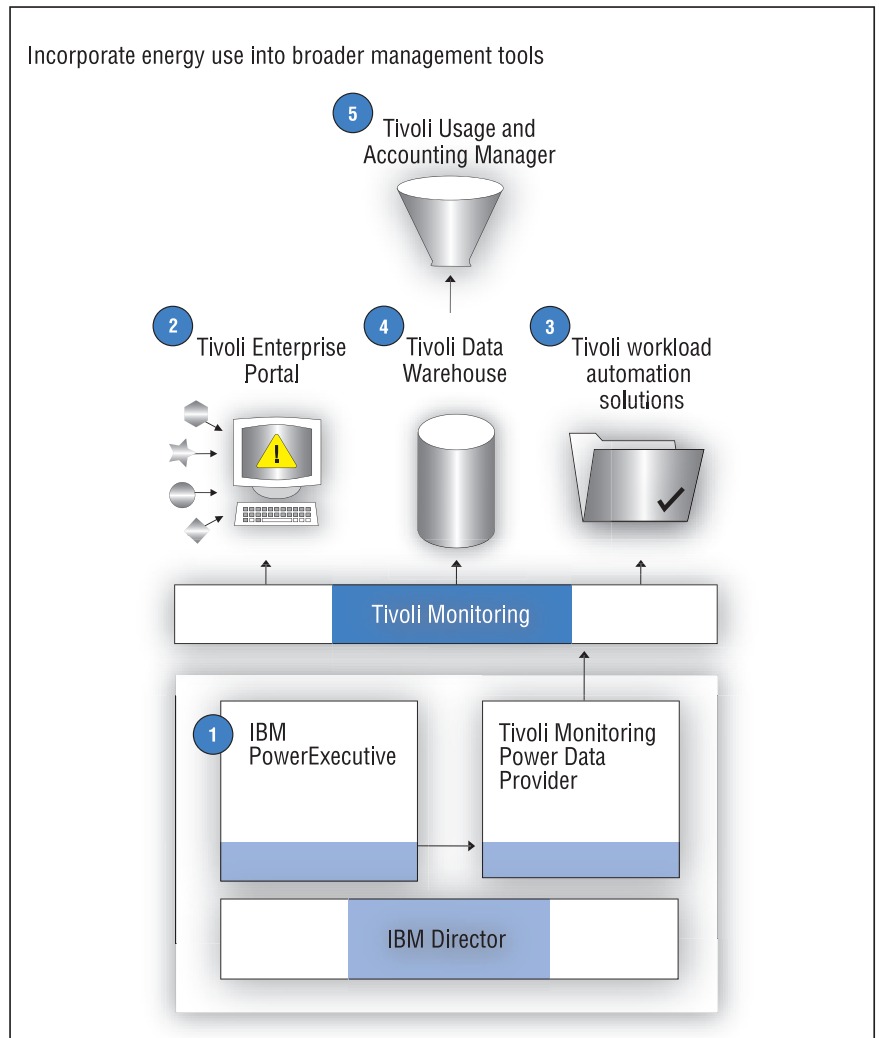 Incorporate energy use into broader management tools
5
Tivoli Usage and
Accounting Manager
2
Tivoli Enterprise
Portal
4
Tivoli Data
Warehouse
3
Tivoli workload
automation
solutions
!
Tivoli Monitoring
1
IBM
PowerExecutive
Tivoli Monitoring
Power Data
Provider
IBM Director